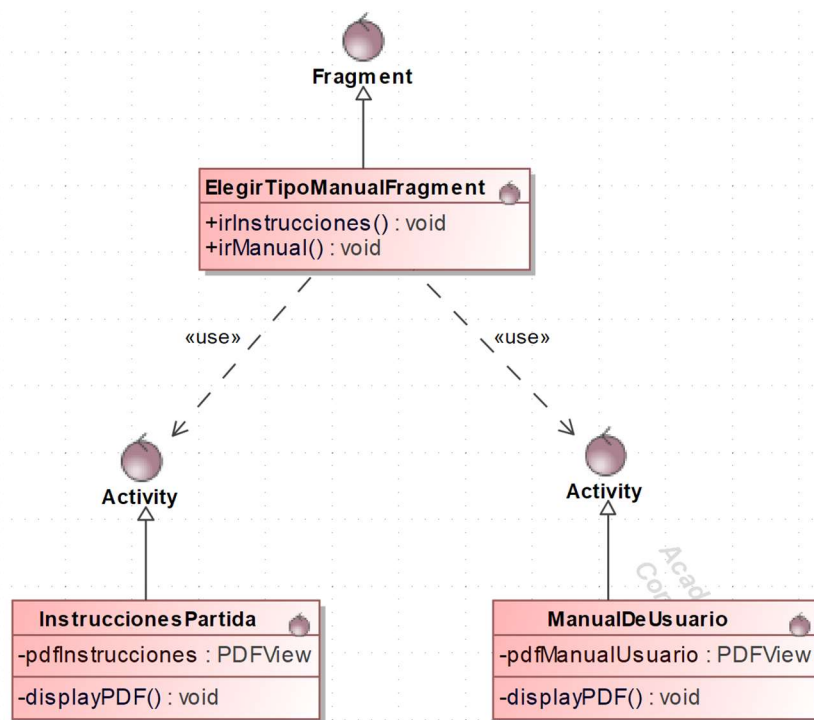 Fragment
ElegirTipoManualFragment
+irInstrucciones() : void
+irManual() : void
«use»
«use»
Activity
Activity
InstruccionesPartida
-pdfInstrucciones : PDFView
-displayPDF() : void
ManualDeUsuario
-pdfManualUsuario : PDFView
-displayPDF() : void